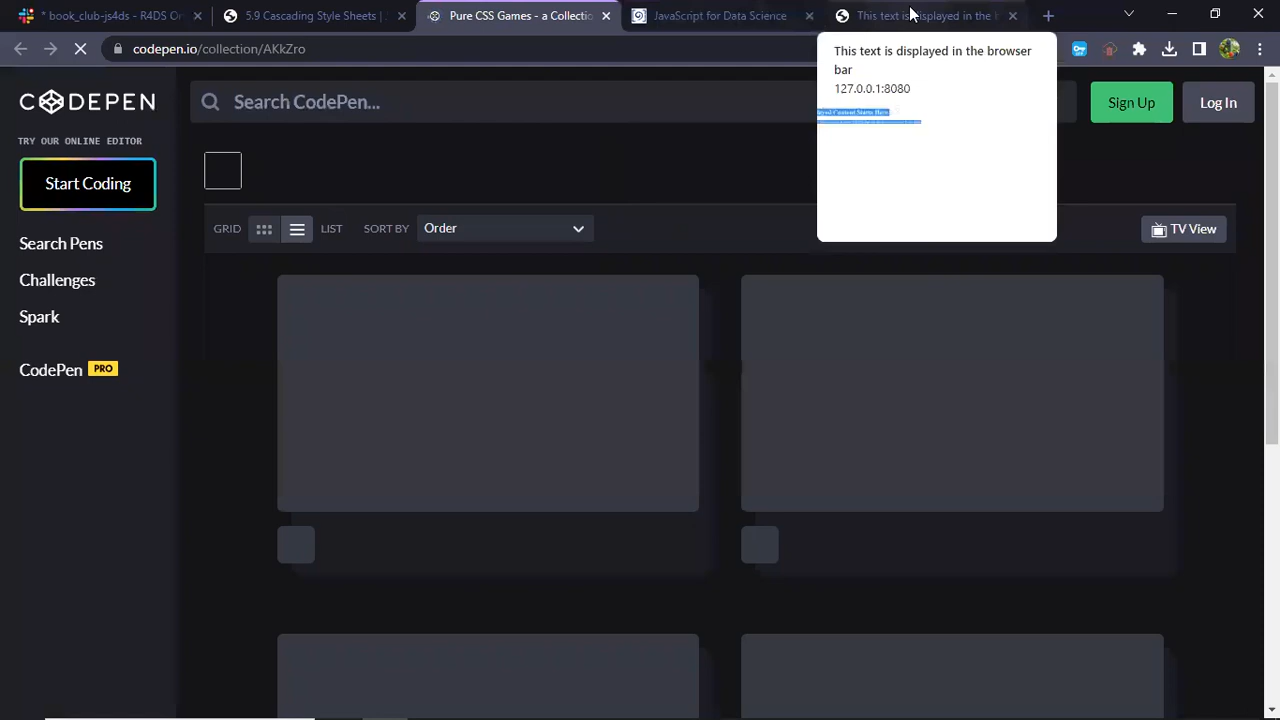 * book_club-js4ds - R4DS O
5.9 Cascading Style Sheets |
Pure CSS Games - a Collectio
JavaScript for Data Science
This text is displayed in the b
codepen.io/collection/AKkZro
This text is displayed in the browser
bar
127.0.0.1:8080
Content Starts Here
CODEPEN
Search CodePen...
Sign Up
Log In
TRY OUR ONLINE EDITOR
Start Coding
Search Pens
Challenges
Spark
CodePen PRO
GRID
LIST
SORT BY
Order
TV View